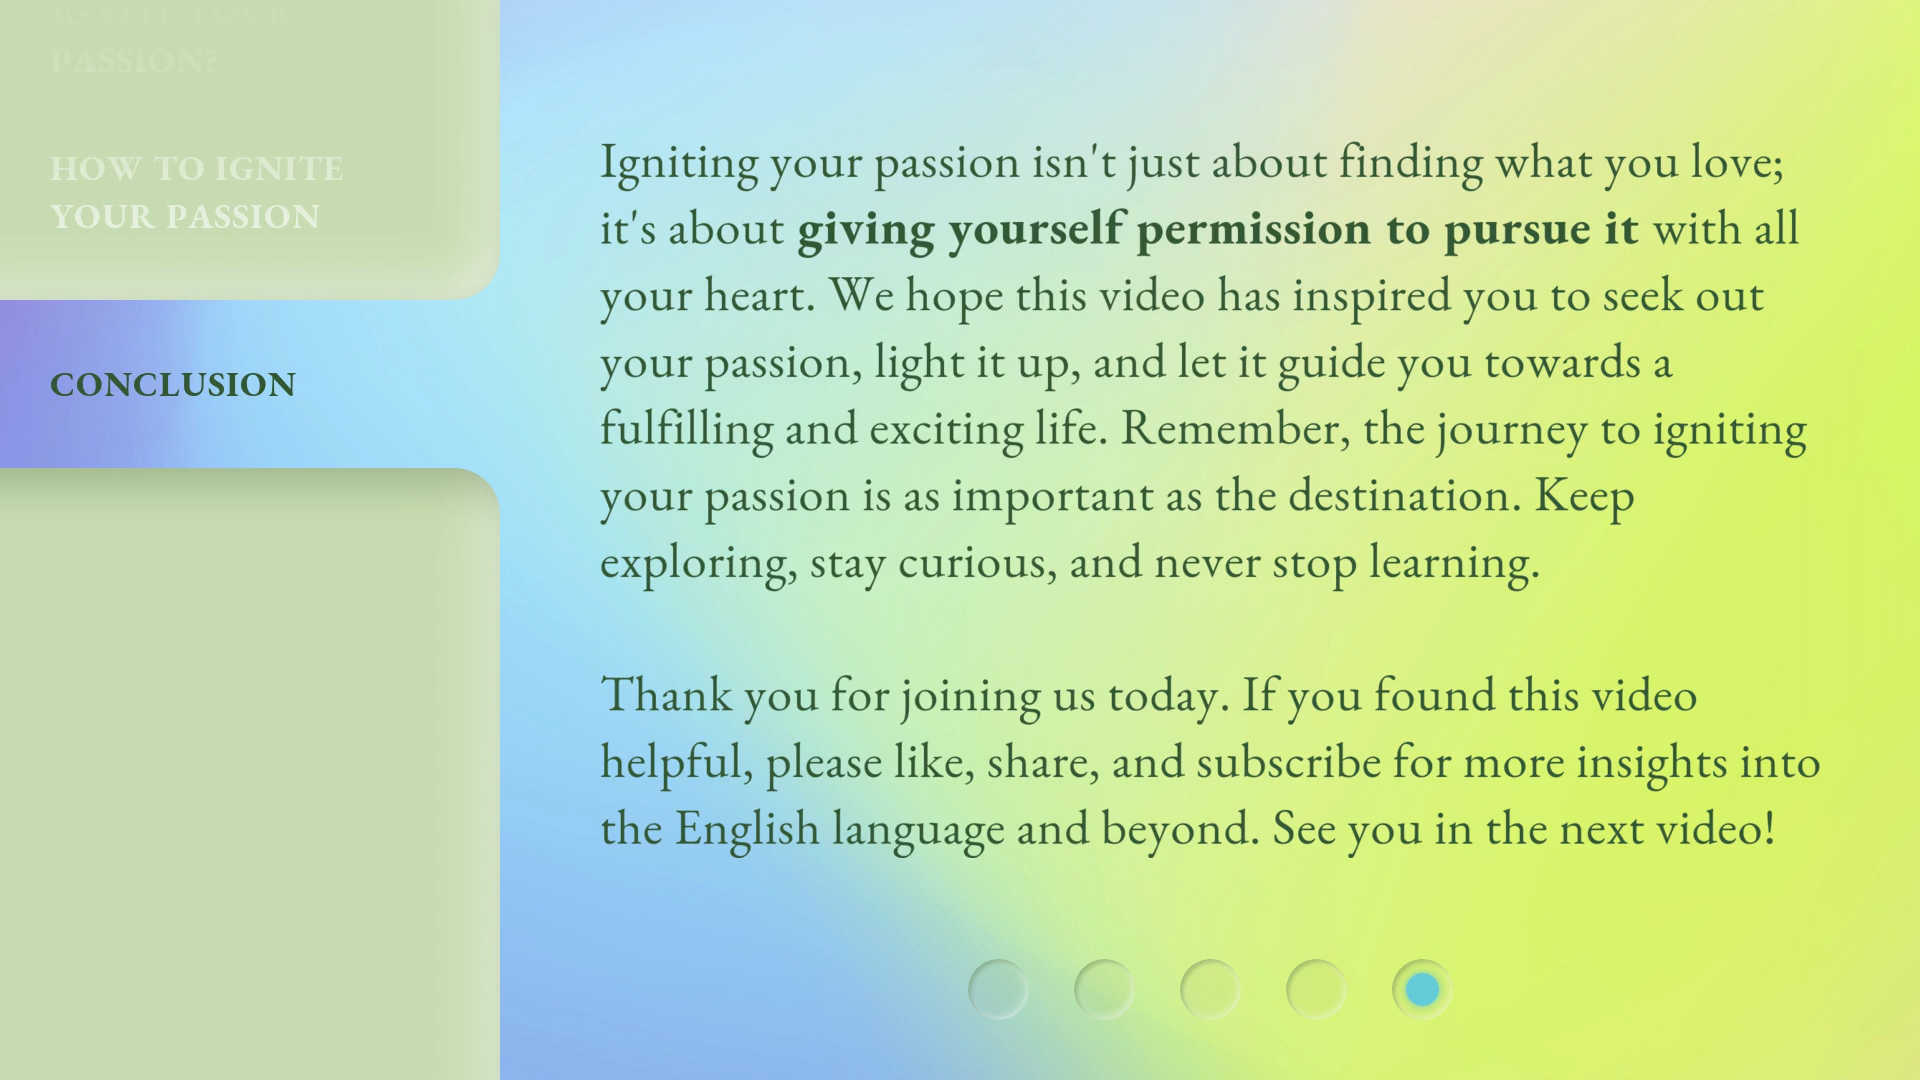 IGNITE YOUR
PASSION?
HOW TO IGNITE
YOUR PASSION
CONCLUSION
Igniting your passion isn't just about finding what you love;
it's about giving yourself permission to pursue it with all
your heart. We hope this video has inspired you to seek out
your passion, light it up, and let it guide you towards a
fulfilling and exciting life. Remember, the journey to igniting
your passion is as important as the destination. Keep
exploring, stay curious, and never stop learning.
Thank you for joining us today. If you found this video
helpful, please like, share, and subscribe for more insights into
the English language and beyond. See you in the next video!